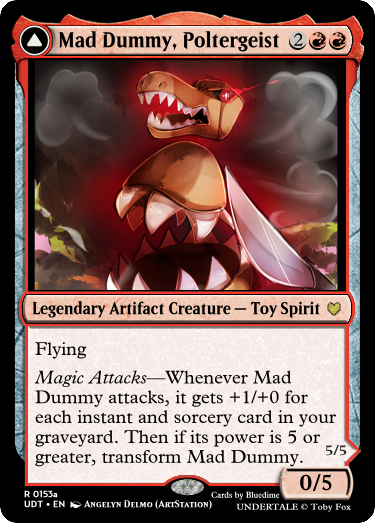 Mad Dummy, Poltergeist 2
Legendary Artifact Creature — Toy Spirit
Flying
Magic Attacks—Whenever Mad
Dummy attacks, it gets +1/+0 for
each instant and sorcery card in your
graveyard. Then if its power is 5 or
greater, transform Mad Dummy.
5/5
0/5
R 0153a
Cards by Bluedime
UDT • EN ANGELYN DELMO (ARTSTATION)
UNDERTALE © Toby Fox